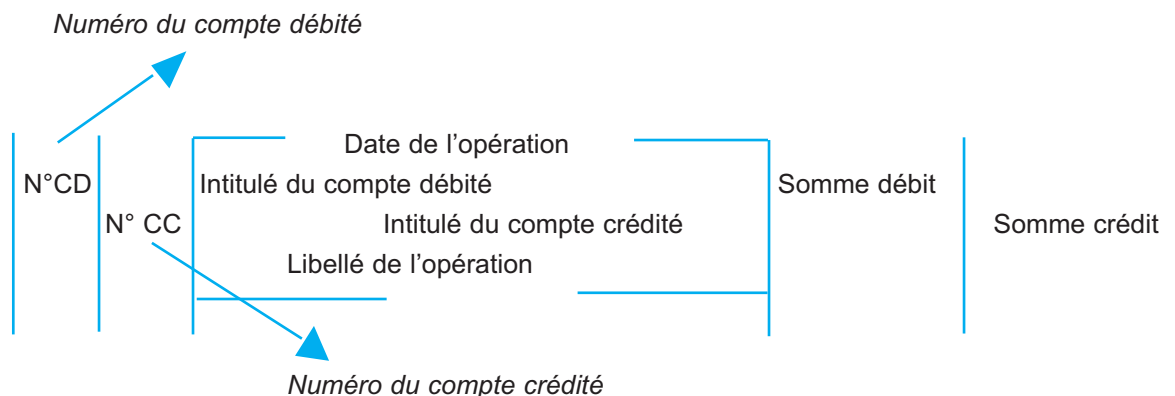 Numéro du compte débité
Date de l'opération
N°CD Intitulé du compte débité Somme débit
N° CC Intitulé du compte crédité Somme crédit
Libellé de l'opération
Numéro du compte crédité